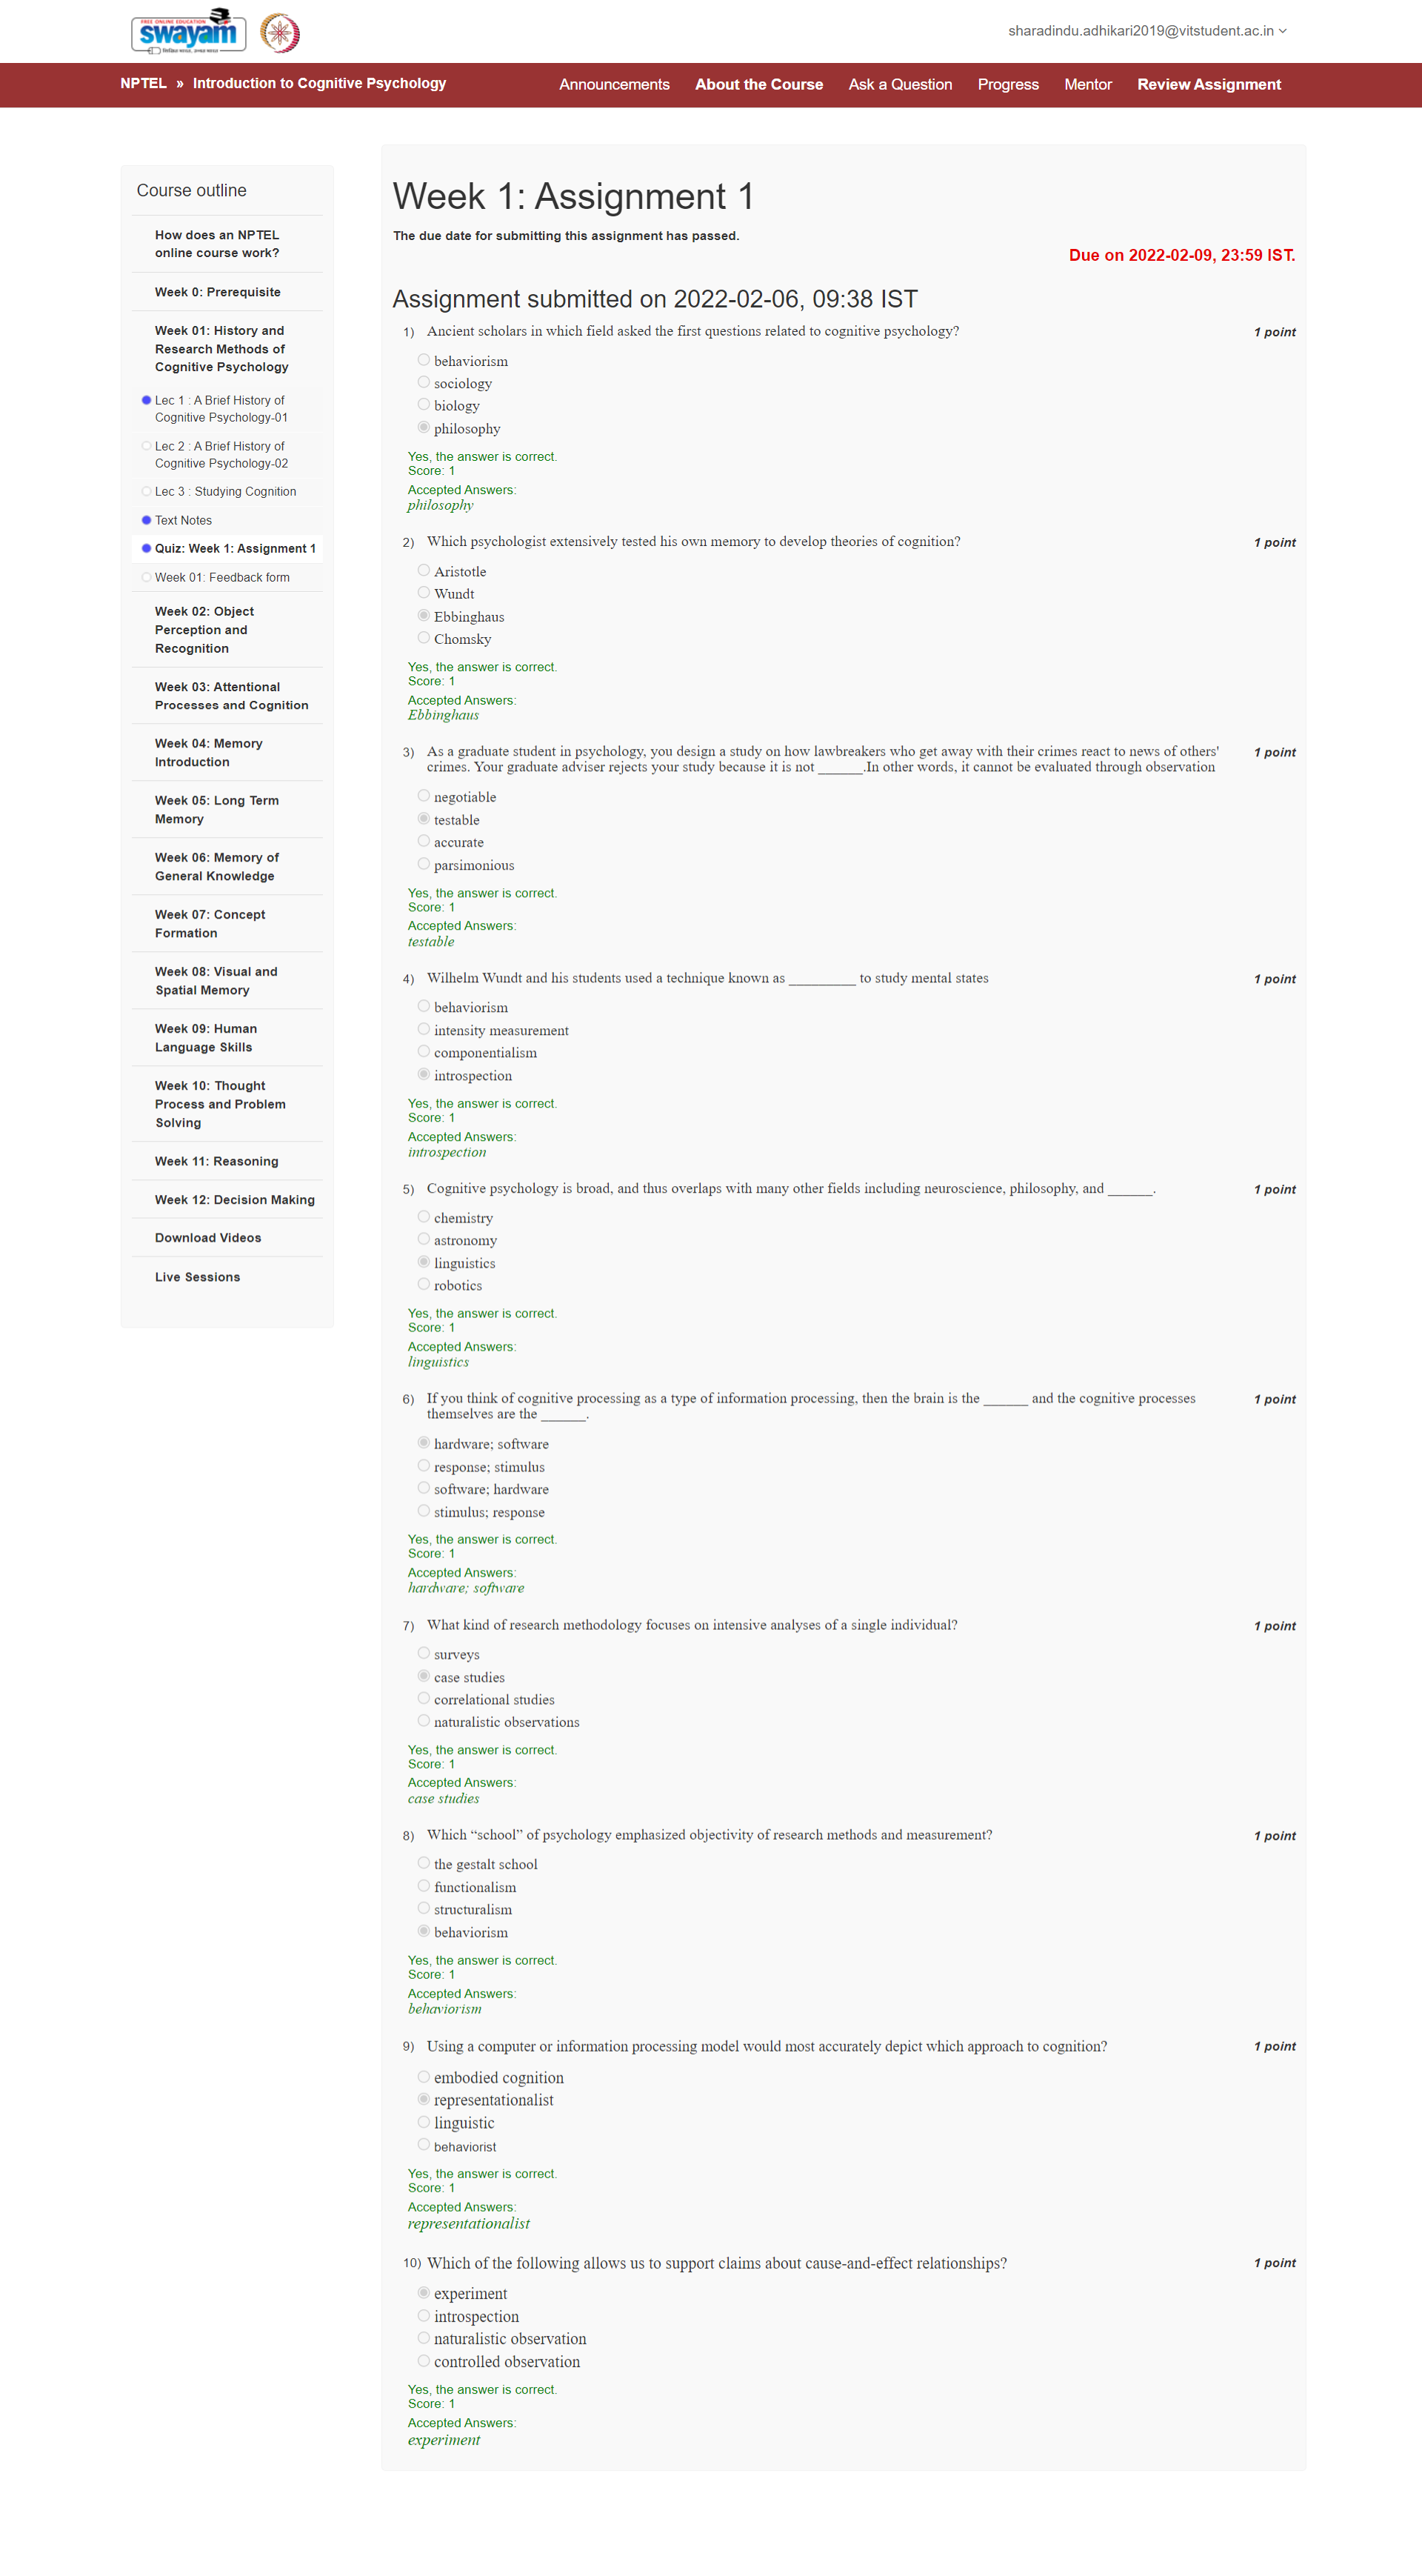 FREE ONLINE EDUCATION
swayam
sharadindu.adhikari2019@vitstudent.ac.in
NPTEL » Introduction to Cognitive Psychology
Announcements About the Course Ask a Question Progress Mentor Review Assignment
Course outline
How does an NPTEL
online course work?
Week 0: Prerequisite
Week 01: History and
Research Methods of
Cognitive Psychology
Lec 1 : A Brief History of
Cognitive Psychology-01
Lec 2 : A Brief History of
Cognitive Psychology-02
Lec 3 : Studying Cognition
Text Notes
Quiz: Week 1: Assignment 1
Week 01: Feedback form
Week 02: Object
Perception and
Recognition
Week 03: Attentional
Processes and Cognition
Week 04: Memory
Introduction
Week 05: Long Term
Memory
Week 06: Memory of
General Knowledge
Week 07: Concept
Formation
Week 08: Visual and
Spatial Memory
Week 09: Human
Language Skills
Week 10: Thought
Process and Problem
Solving
Week 11: Reasoning
Week 12: Decision Making
Download Videos
Live Sessions
Week 1: Assignment 1
The due date for submitting this assignment has passed.
Due on 2022-02-09, 23:59 IST.
Assignment submitted on 2022-02-06, 09:38 IST
1) Ancient scholars in which field asked the first questions related to cognitive psychology? 1 point
behaviorism
sociology
biology
philosophy
Yes, the answer is correct.
Score: 1
Accepted Answers:
philosophy
2) Which psychologist extensively tested his own memory to develop theories of cognition? 1 point
Aristotle
Wundt
Ebbinghaus
Chomsky
Yes, the answer is correct.
Score: 1
Accepted Answers:
Ebbinghaus
3) As a graduate student in psychology, you design a study on how lawbreakers who get away with their crimes react to news of others' 1 point
crimes. Your graduate adviser rejects your study because it is not ______.In other words, it cannot be evaluated through observation
negotiable
testable
accurate
parsimonious
Yes, the answer is correct.
Score: 1
Accepted Answers:
testable
4) Wilhelm Wundt and his students used a technique known as _________ to study mental states 1 point
behaviorism
intensity measurement
componentialism
introspection
Yes, the answer is correct.
Score: 1
Accepted Answers:
introspection
5) Cognitive psychology is broad, and thus overlaps with many other fields including neuroscience, philosophy, and ______. 1 point
chemistry
astronomy
linguistics
robotics
Yes, the answer is correct.
Score: 1
Accepted Answers:
linguistics
6) If you think of cognitive processing as a type of information processing, then the brain is the ______ and the cognitive processes 1 point
themselves are the ______.
hardware; software
response; stimulus
software; hardware
stimulus; response
Yes, the answer is correct.
Score: 1
Accepted Answers:
hardware; software
7) What kind of research methodology focuses on intensive analyses of a single individual? 1 point
surveys
case studies
correlational studies
naturalistic observations
Yes, the answer is correct.
Score: 1
Accepted Answers:
case studies
8) Which “school” of psychology emphasized objectivity of research methods and measurement? 1 point
the gestalt school
functionalism
structuralism
behaviorism
Yes, the answer is correct.
Score: 1
Accepted Answers:
behaviorism
9) Using a computer or information processing model would most accurately depict which approach to cognition? 1 point
embodied cognition
representationalist
linguistic
behaviorist
Yes, the answer is correct.
Score: 1
Accepted Answers:
representationalist
10) Which of the following allows us to support claims about cause-and-effect relationships? 1 point
experiment
introspection
naturalistic observation
controlled observation
Yes, the answer is correct.
Score: 1
Accepted Answers:
experiment